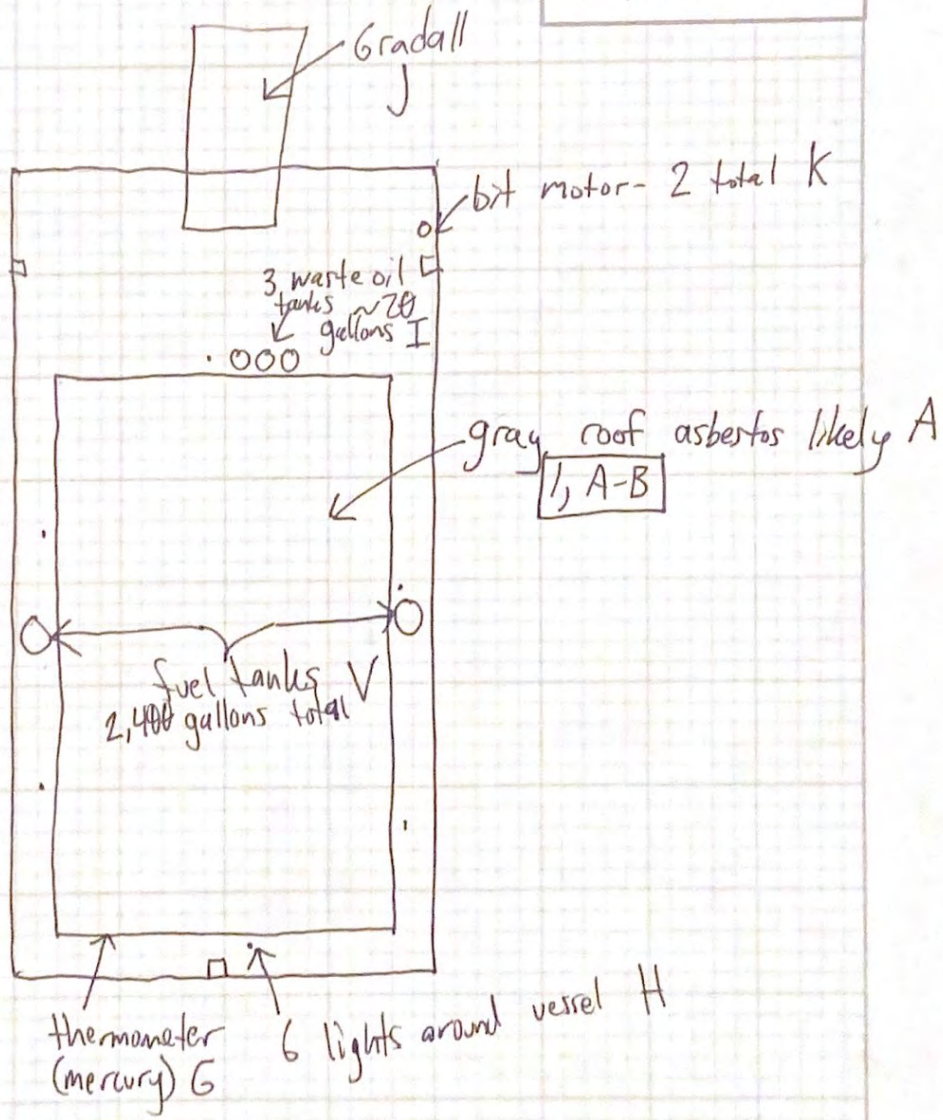 Gradall
J
bit motor- 2 total K
3 waste oil
tanks ~20
gallons I
gray roof asbestos likely A
1, A-B
fuel tanks V
2,400 gallons total
thermometer
(mercury) G
6 lights around vessel H